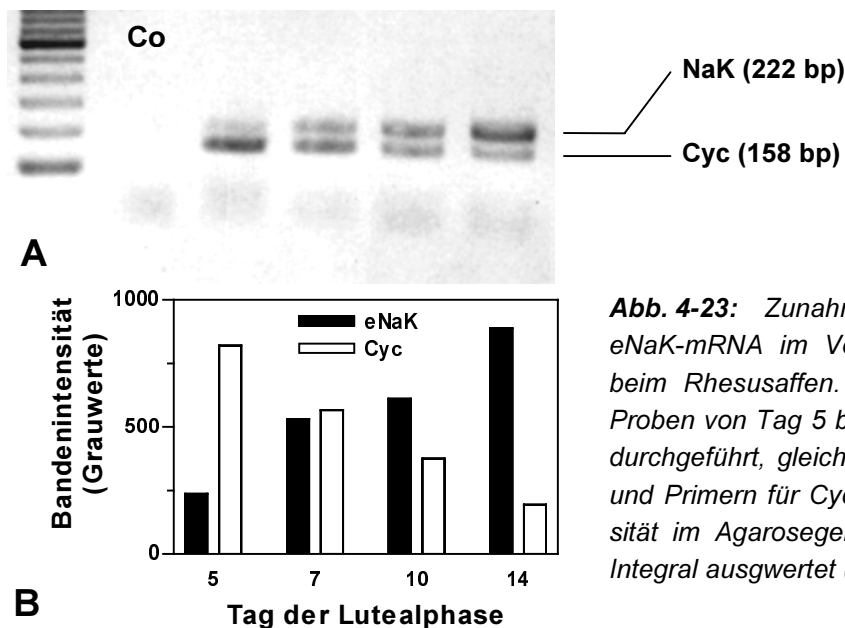 Co
NaK (222 bp)
Cyc (158 bp)
A
Bandenintensität
(Grauwerte)
1000
500
0
eNaK
Cyc
5 7 10 14
Tag der Lutealphase
B
Abb. 4-23: Zunahm
eNaK-mRNA im Ve
beim Rhesusaffen.
Proben von Tag 5 b
durchgeführt, gleich
und Primern für Cyc
sität im Agarosegel
Integral ausgwertet